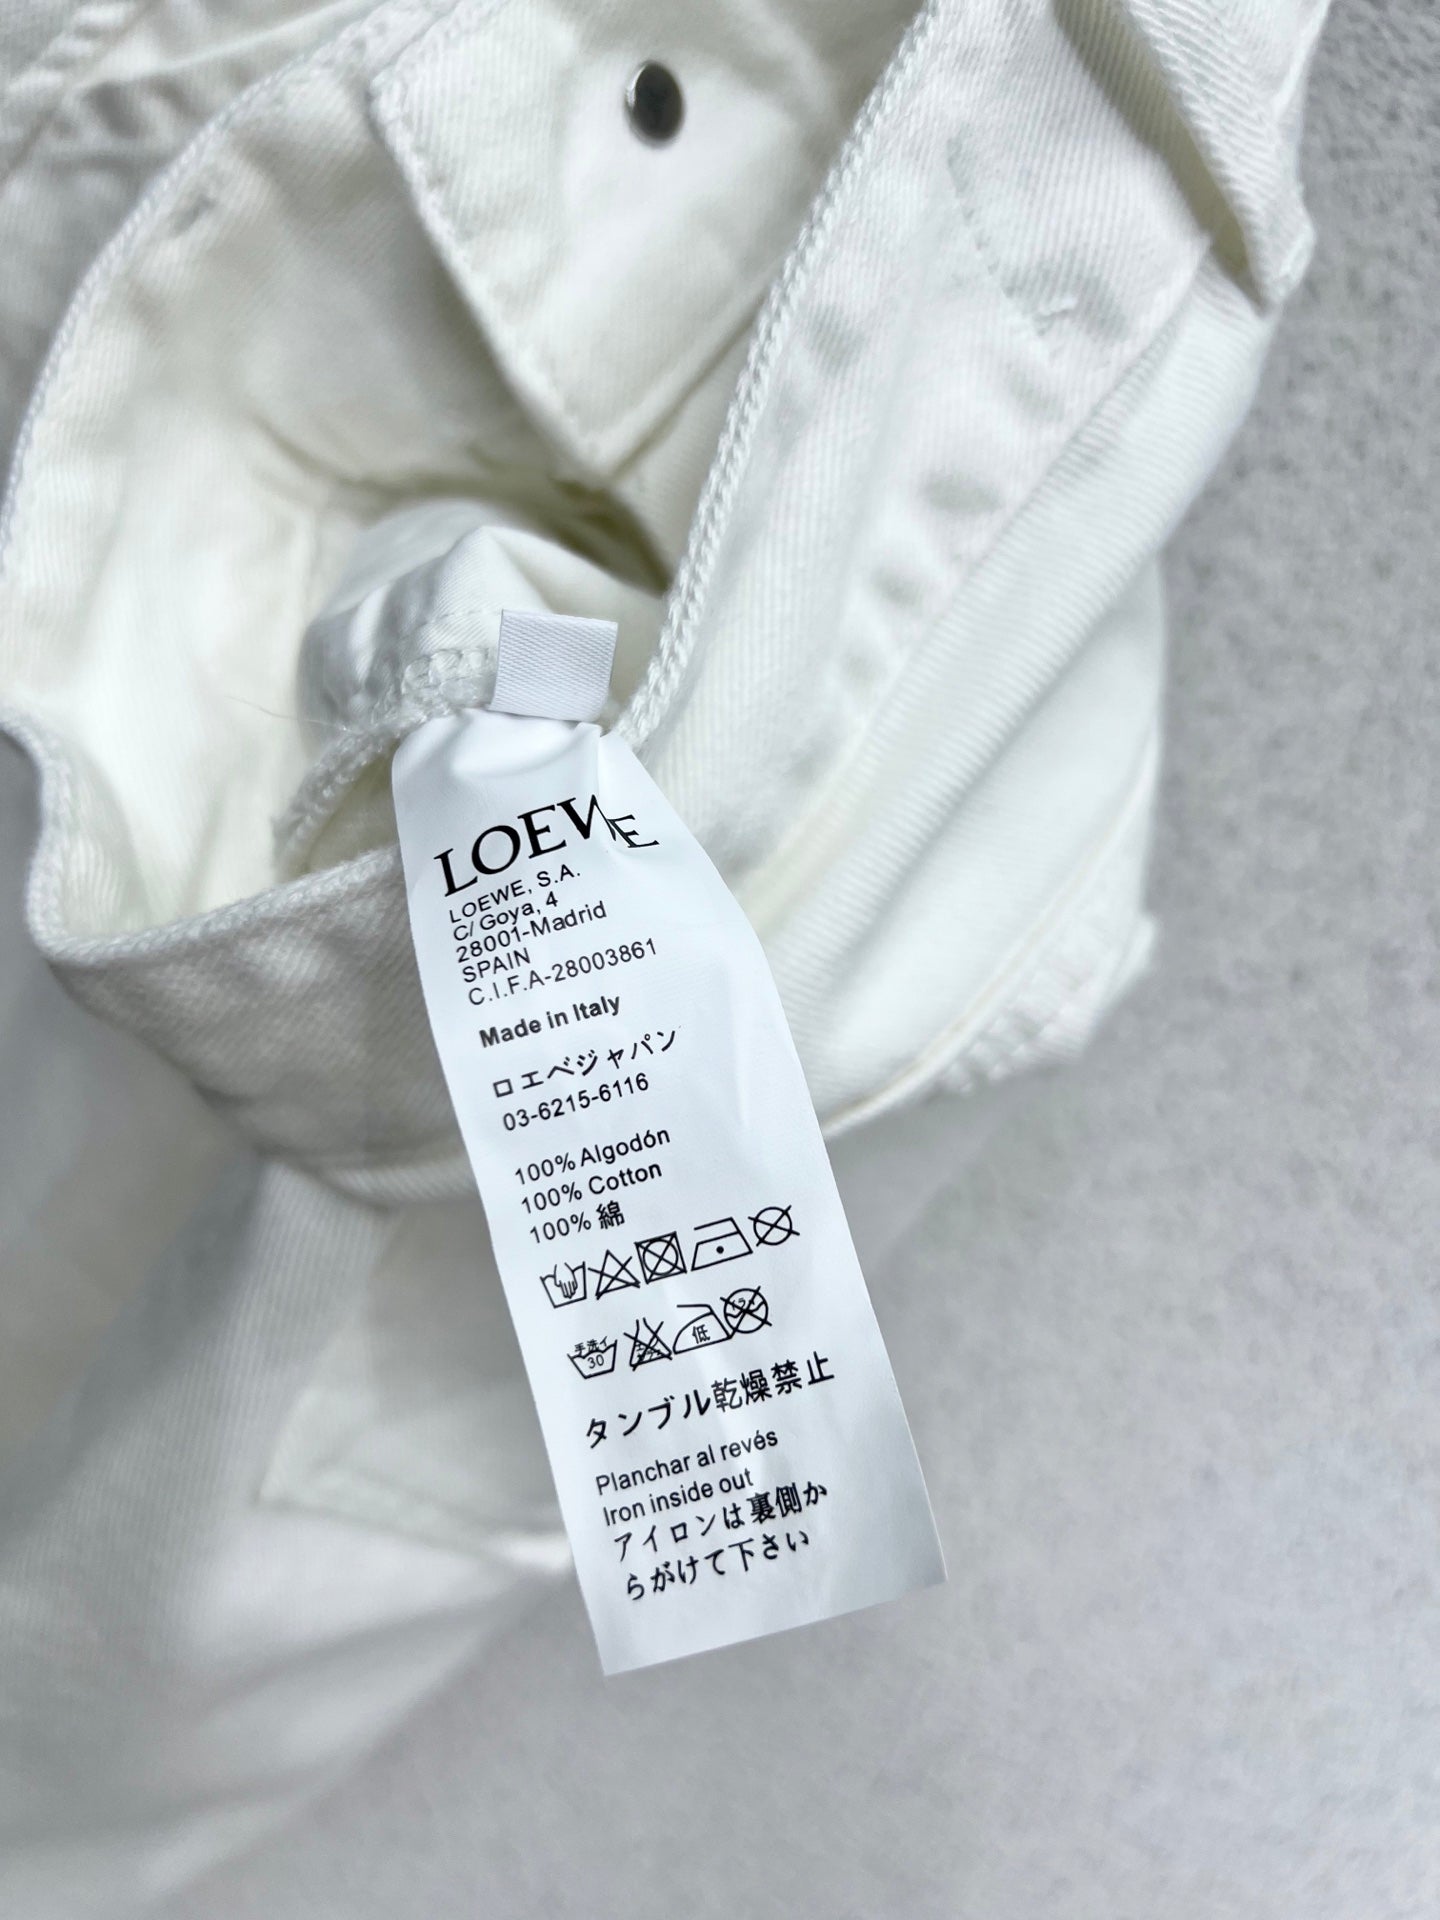 LOEWE
LOEWE, S.A.
C/ Goya, 4
28001-Madrid
SPAIN
C.I.F.A-28003861
Made in Italy
ロエベジャパン
03-6215-6116
100% Algodón
100% Cotton
100% 綿
手洗イ
30
低
タンブル乾燥禁止
Planchar al revés
Iron inside out
アイロンは裏側か
らがけて下さい